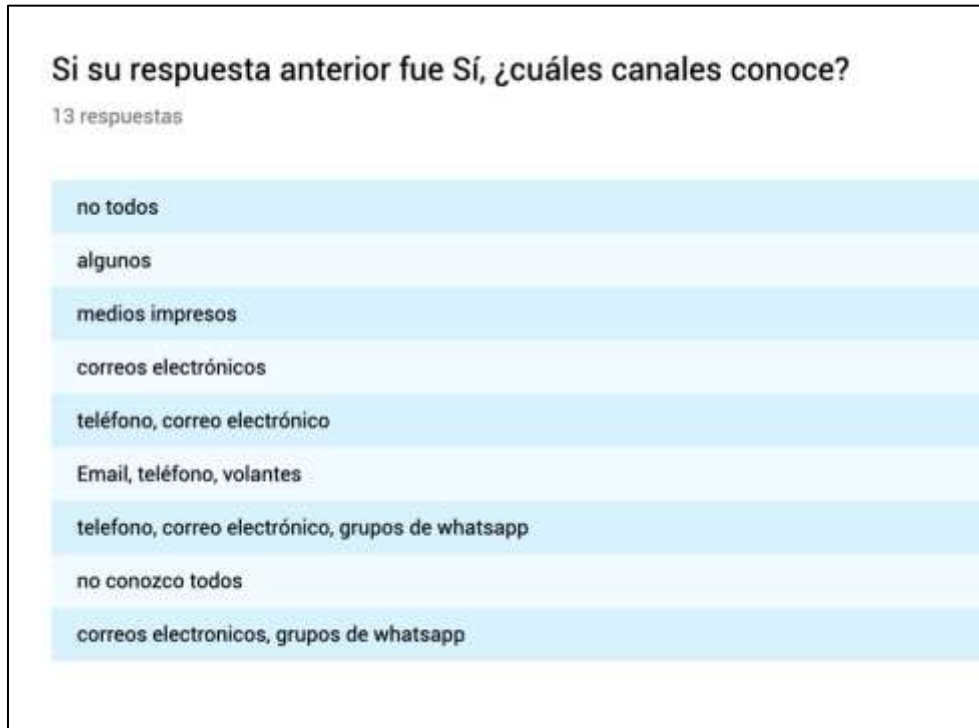 Si su respuesta anterior fue Sí, ¿cuáles canales conoce?
13 respuestas
no todos
algunos
medios impresos
correos electrónicos
teléfono, correo electrónico
Email, teléfono, volantes
telefono, correo electrónico, grupos de whatsapp
no conozco todos
correos electronicos, grupos de whatsapp